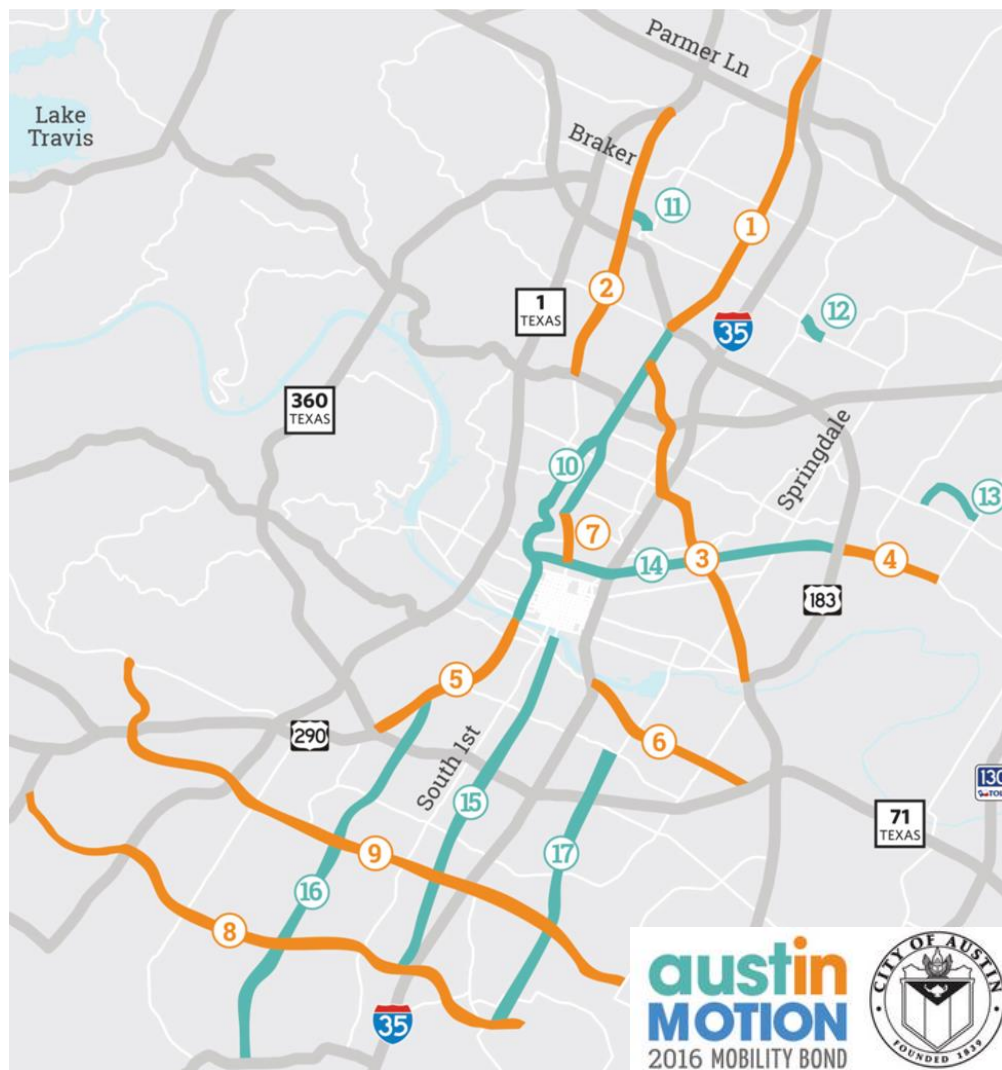 Parmer Ln
Lake
Travis
Braker
11
1
2
12
1
TEXAS
35
360
TEXAS
Springdale
10
13
7
3
14
4
183
5
290
6
South 1st
15
130
71
TEXAS
17
9
16
8
35
austin
MOTION
2016 MOBILITY BOND
CITY OF AUSTIN
FOUNDED 1839